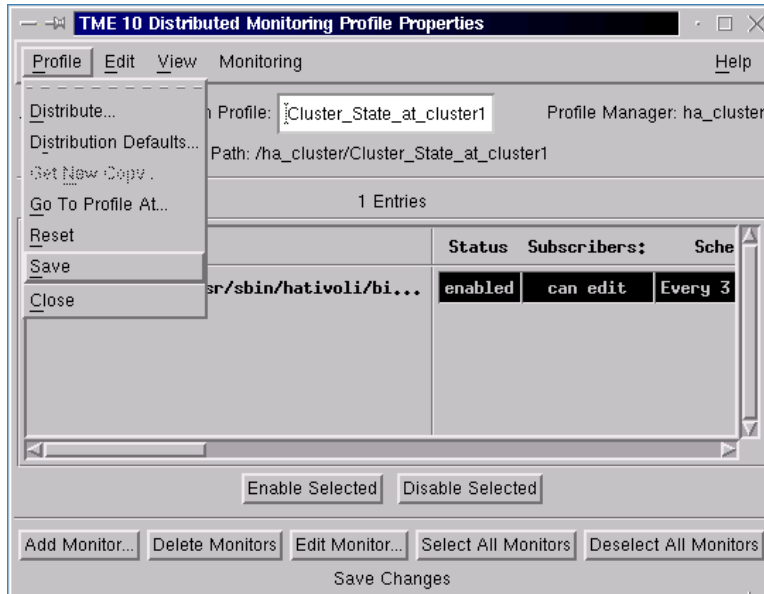 TME 10 Distributed Monitoring Profile Properties
Profile Edit View Monitoring Help
Distribute...
Profile: Cluster_State_at_cluster1 Profile Manager: ha_cluster
Distribution Defaults...
Path: /ha_cluster/Cluster_State_at_cluster1
Get New Copy .
Go To Profile At...
1 Entries
Reset
Status Subscribers: Sche
Save
sr/sbin/hativoli/bi... enabled can edit Every 3
Close
Enable Selected Disable Selected
Add Monitor... Delete Monitors Edit Monitor... Select All Monitors Deselect All Monitors
Save Changes